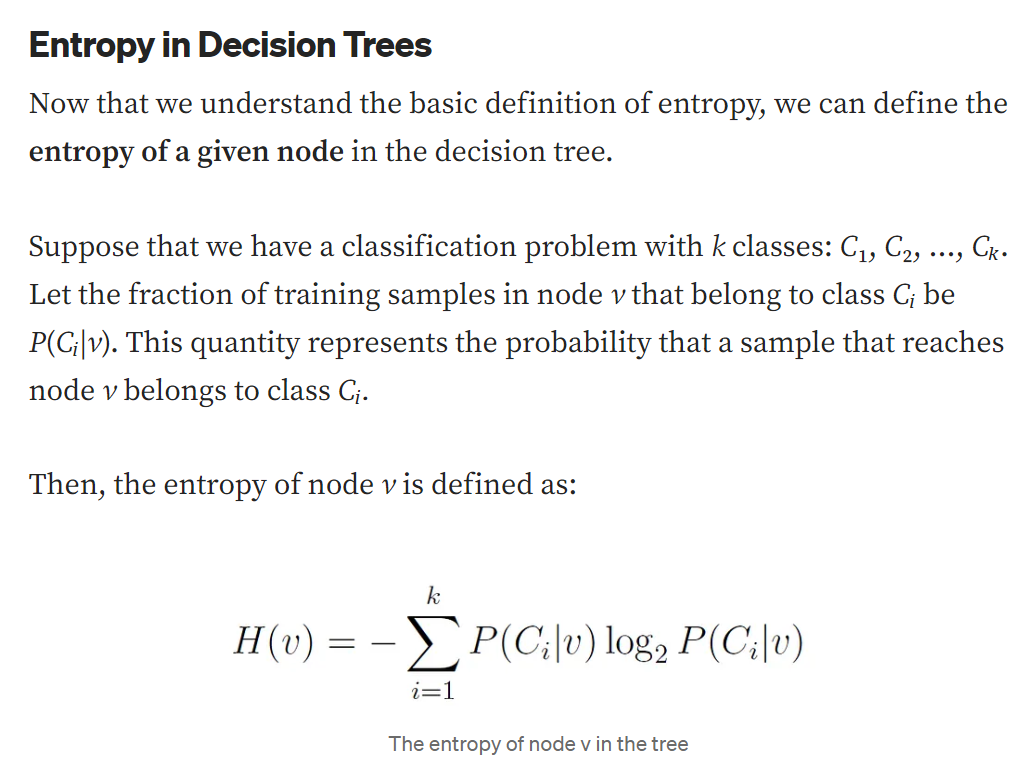 Entropy in Decision Trees
Now that we understand the basic definition of entropy, we can define the
entropy of a given node in the decision tree.
Suppose that we have a classification problem with k classes: C₁, C₂, ..., Cₖ.
Let the fraction of training samples in node v that belong to class Cᵢ be
P(Cᵢ|v). This quantity represents the probability that a sample that reaches
node v belongs to class Cᵢ.
Then, the entropy of node v is defined as:
H(v) = − ∑ᵢ₌₁ᵏ P(Cᵢ|v) log₂ P(Cᵢ|v)
The entropy of node v in the tree